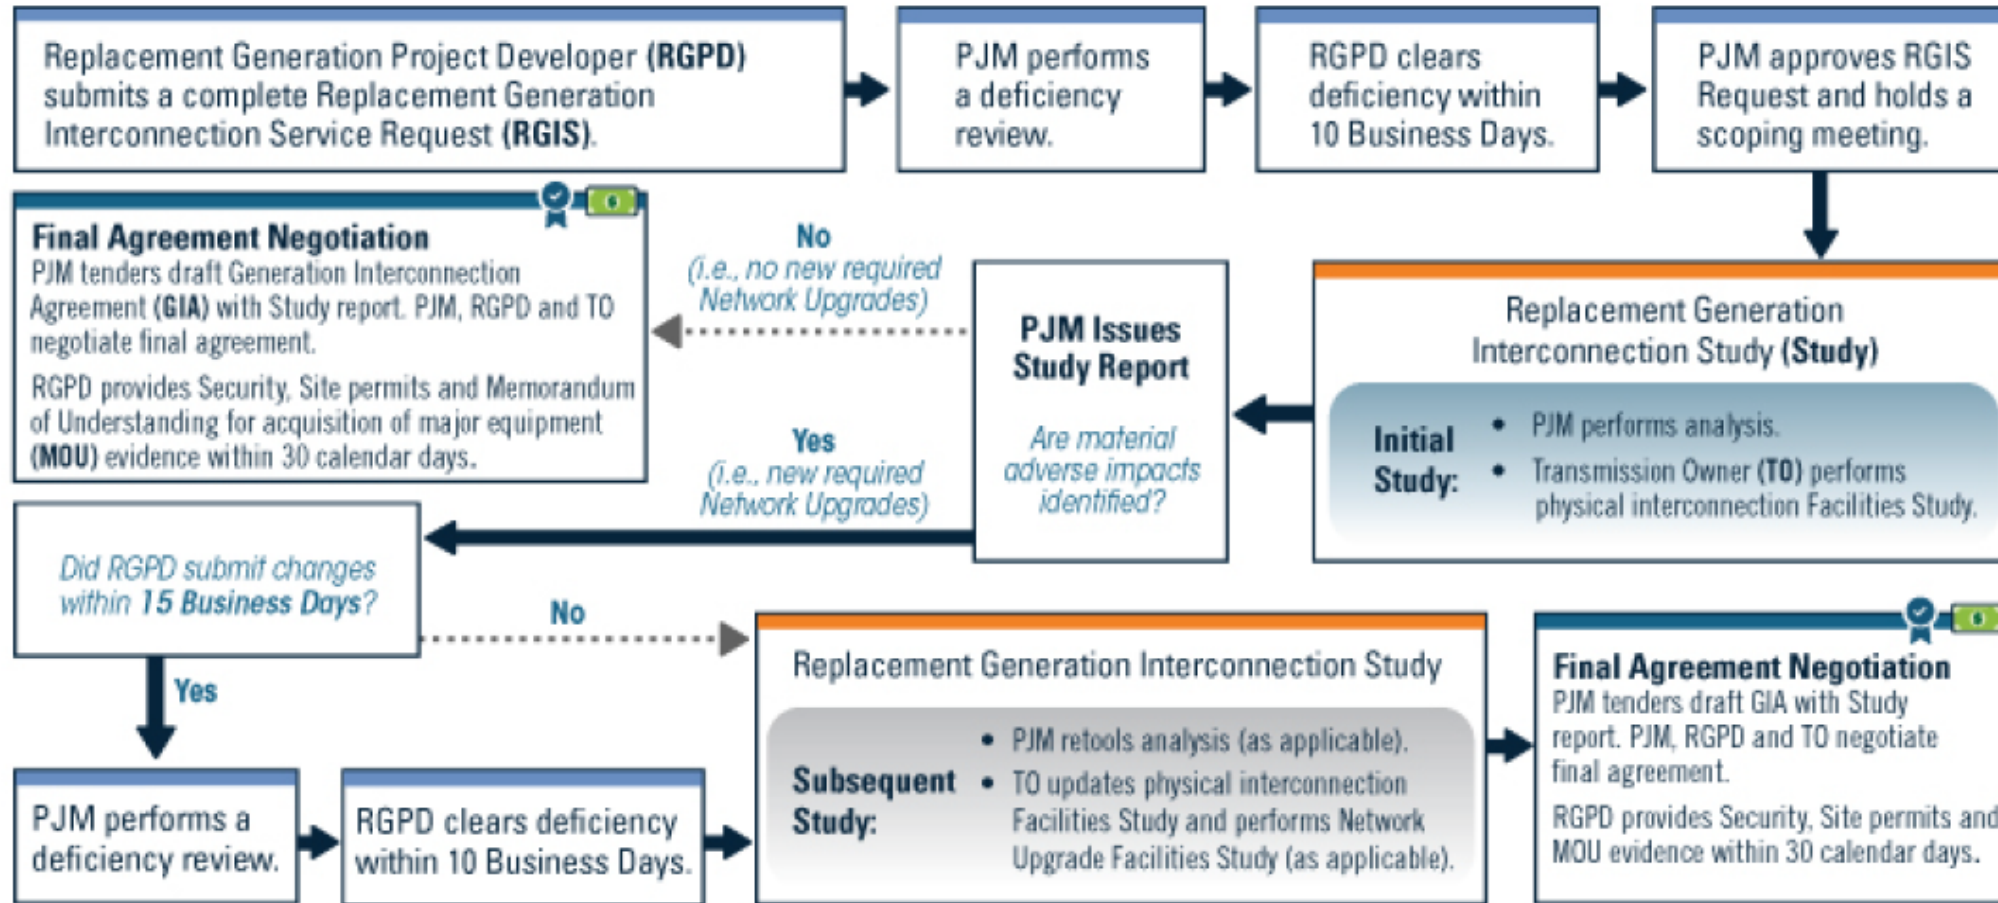 Replacement Generation Project Developer (RGPD)
submits a complete Replacement Generation
Interconnection Service Request (RGIS).
PJM performs
a deficiency
review.
RGPD clears
deficiency within
10 Business Days.
PJM approves RGIS
Request and holds a
scoping meeting.
Replacement Generation
Interconnection Study (Study)
Initial
Study:
• PJM performs analysis.
• Transmission Owner (TO) performs
physical interconnection Facilities Study.
PJM Issues
Study Report
Are material
adverse impacts
identified?
No
(i.e., no new required
Network Upgrades)
Final Agreement Negotiation
PJM tenders draft Generation Interconnection
Agreement (GIA) with Study report. PJM, RGPD and TO
negotiate final agreement.
RGPD provides Security, Site permits and Memorandum
of Understanding for acquisition of major equipment
(MOU) evidence within 30 calendar days.
Yes
(i.e., new required
Network Upgrades)
Did RGPD submit changes
within 15 Business Days?
No
Yes
PJM performs a
deficiency review.
RGPD clears deficiency
within 10 Business Days.
Replacement Generation Interconnection Study
Subsequent
Study:
• PJM retools analysis (as applicable).
• TO updates physical interconnection
Facilities Study and performs Network
Upgrade Facilities Study (as applicable).
Final Agreement Negotiation
PJM tenders draft GIA with Study
report. PJM, RGPD and TO negotiate
final agreement.
RGPD provides Security, Site permits and
MOU evidence within 30 calendar days.